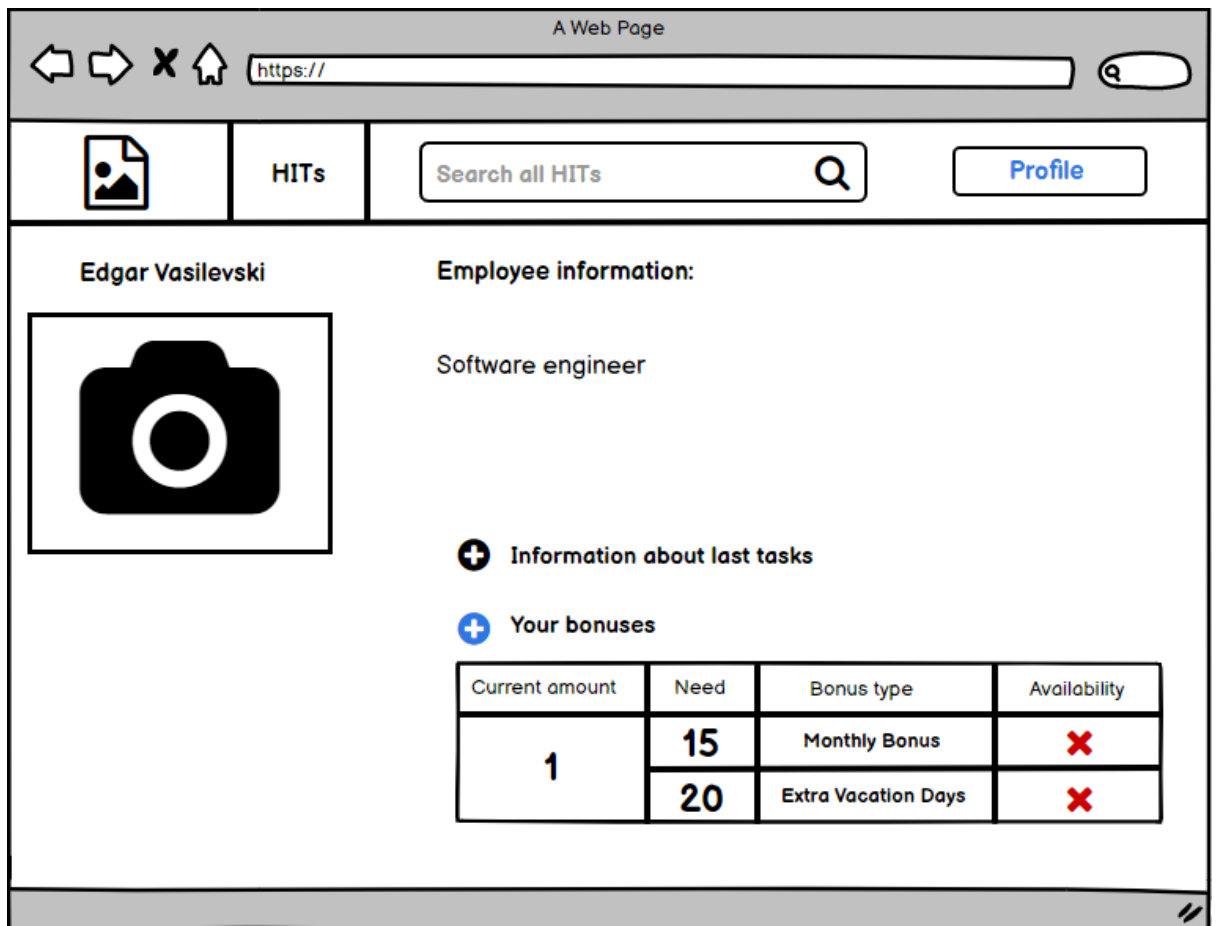 A Web Page
https://
HITs
Search all HITs
Profile
Edgar Vasilevski
Employee information:
Software engineer
Information about last tasks
Your bonuses
Current amount Need Bonus type Availability
1
15 Monthly Bonus
20 Extra Vacation Days